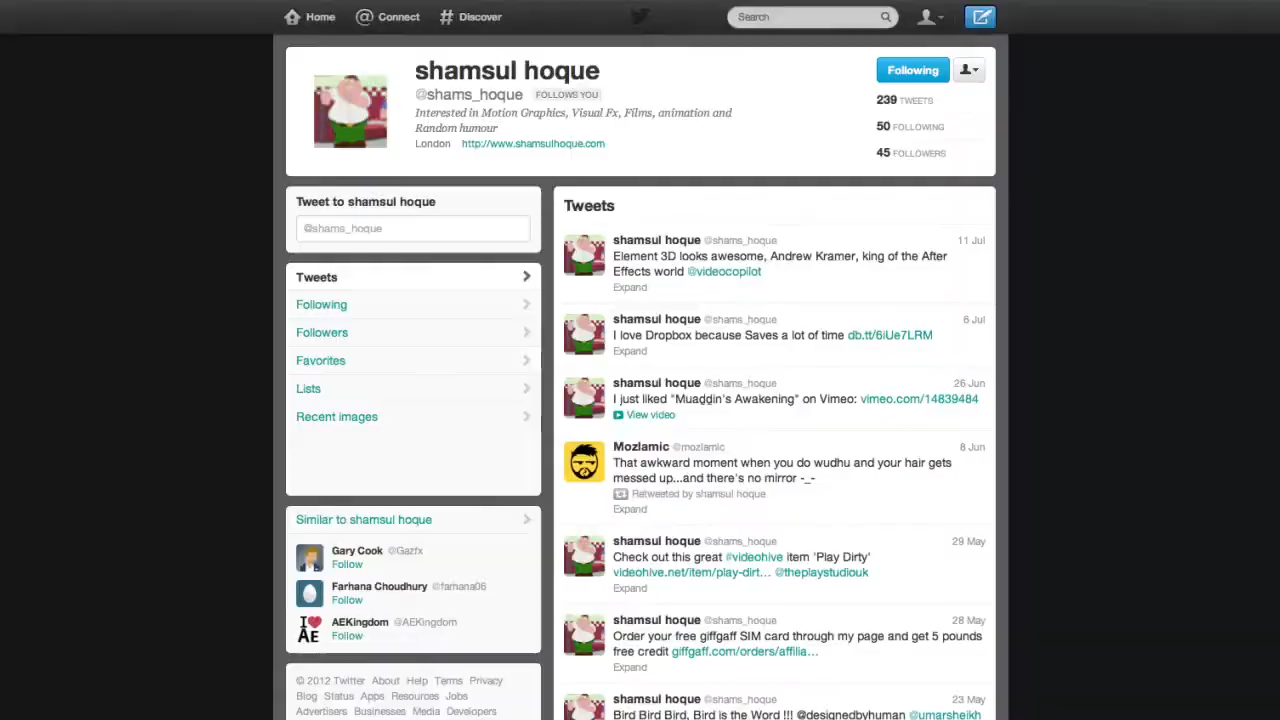 Home
Connect
Discover
Search
shamsul hoque
@shams_hoque FOLLOWS YOU
Interested in Motion Graphics, Visual Fx, Films, animation and
Random humour
London http://www.shamsulhoque.com
Following
239 TWEETS
50 FOLLOWING
45 FOLLOWERS
Tweet to shamsul hoque
@shams_hoque
Tweets
Following
Followers
Favorites
Lists
Recent images
Similar to shamsul hoque
Gary Cook @Gazfx
Follow
Farhana Choudhury @farhana06
Follow
I AE
AEKingdom @AEKingdom
Follow
© 2012 Twitter About Help Terms Privacy
Blog Status Apps Resources Jobs
Advertisers Businesses Media Developers
Tweets
shamsul hoque @shams_hoque 11 Jul
Element 3D looks awesome, Andrew Kramer, king of the After
Effects world @videocopilot
Expand
shamsul hoque @shams_hoque 6 Jul
I love Dropbox because Saves a lot of time db.tt/6iUe7LRM
Expand
shamsul hoque @shams_hoque 26 Jun
I just liked "Muaḍḍin's Awakening" on Vimeo: vimeo.com/14839484
View video
Mozlamic @mozlamic 8 Jun
That awkward moment when you do wudhu and your hair gets
messed up...and there's no mirror -_-
Retweeted by shamsul hoque
Expand
shamsul hoque @shams_hoque 29 May
Check out this great #videohive item 'Play Dirty'
videohive.net/item/play-dirt… @theplaystudiouk
Expand
shamsul hoque @shams_hoque 28 May
Order your free giffgaff SIM card through my page and get 5 pounds
free credit giffgaff.com/orders/affilia…
Expand
shamsul hoque @shams_hoque 23 May
Bird Bird Bird, Bird is the Word !!! @designedbyhuman @umarsheikh